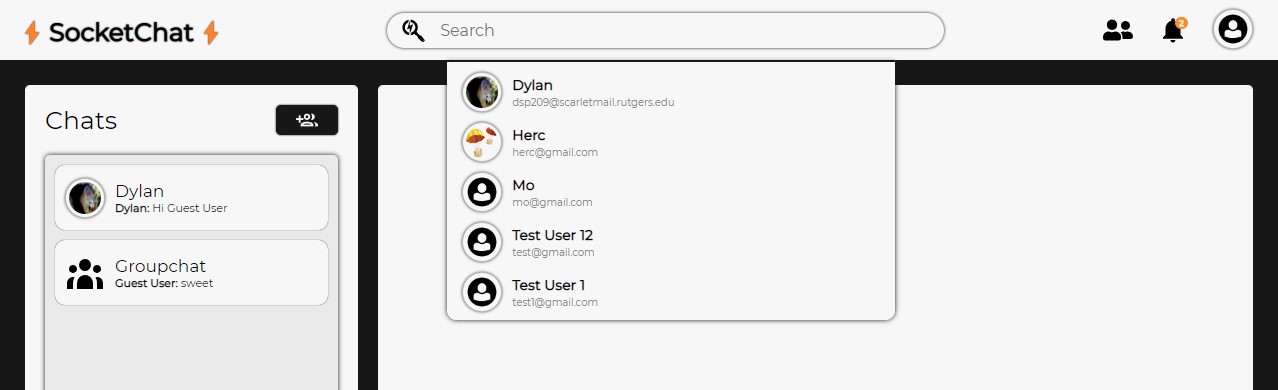 SocketChat
Search
2
Dylan
dsp209@scarletmail.rutgers.edu
Herc
herc@gmail.com
Mo
mo@gmail.com
Test User 12
test@gmail.com
Test User 1
test1@gmail.com
Chats
Dylan
Dylan: Hi Guest User
Groupchat
Guest User: sweet